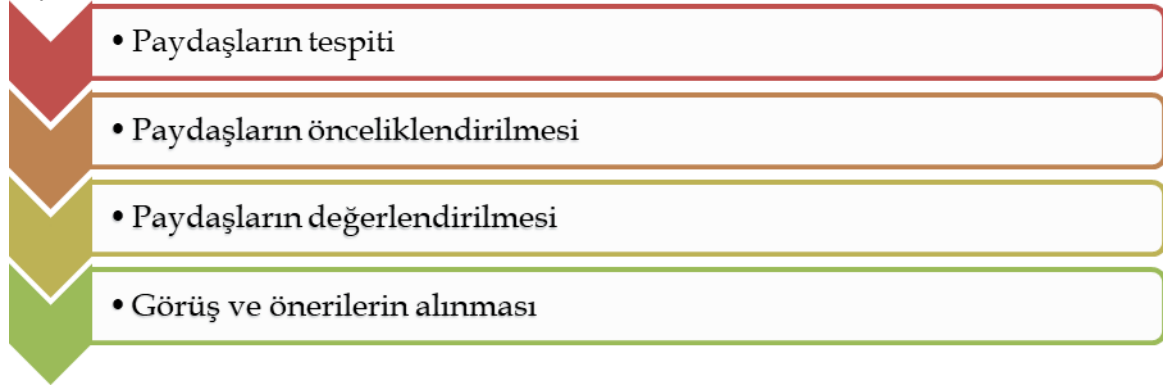 • Paydaşların tespiti
• Paydaşların önceliklendirilmesi
• Paydaşların değerlendirilmesi
• Görüş ve önerilerin alınması